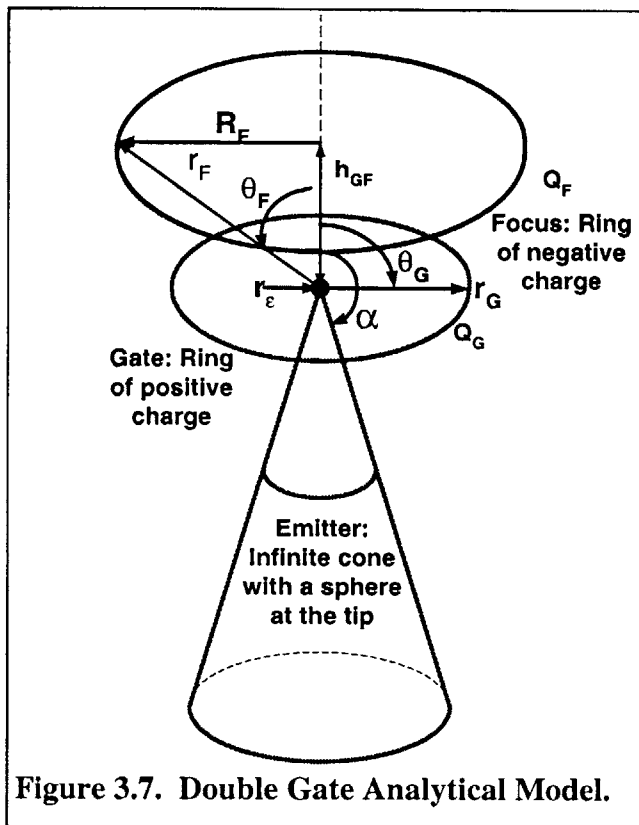 R_F
r_F
h_GF
θ_F
Q_F
Focus: Ring
of negative
charge
θ_G
r_ε
r_G
α
Q_G
Gate: Ring
of positive
charge
Emitter:
Infinite cone
with a sphere
at the tip
Figure 3.7. Double Gate Analytical Model.